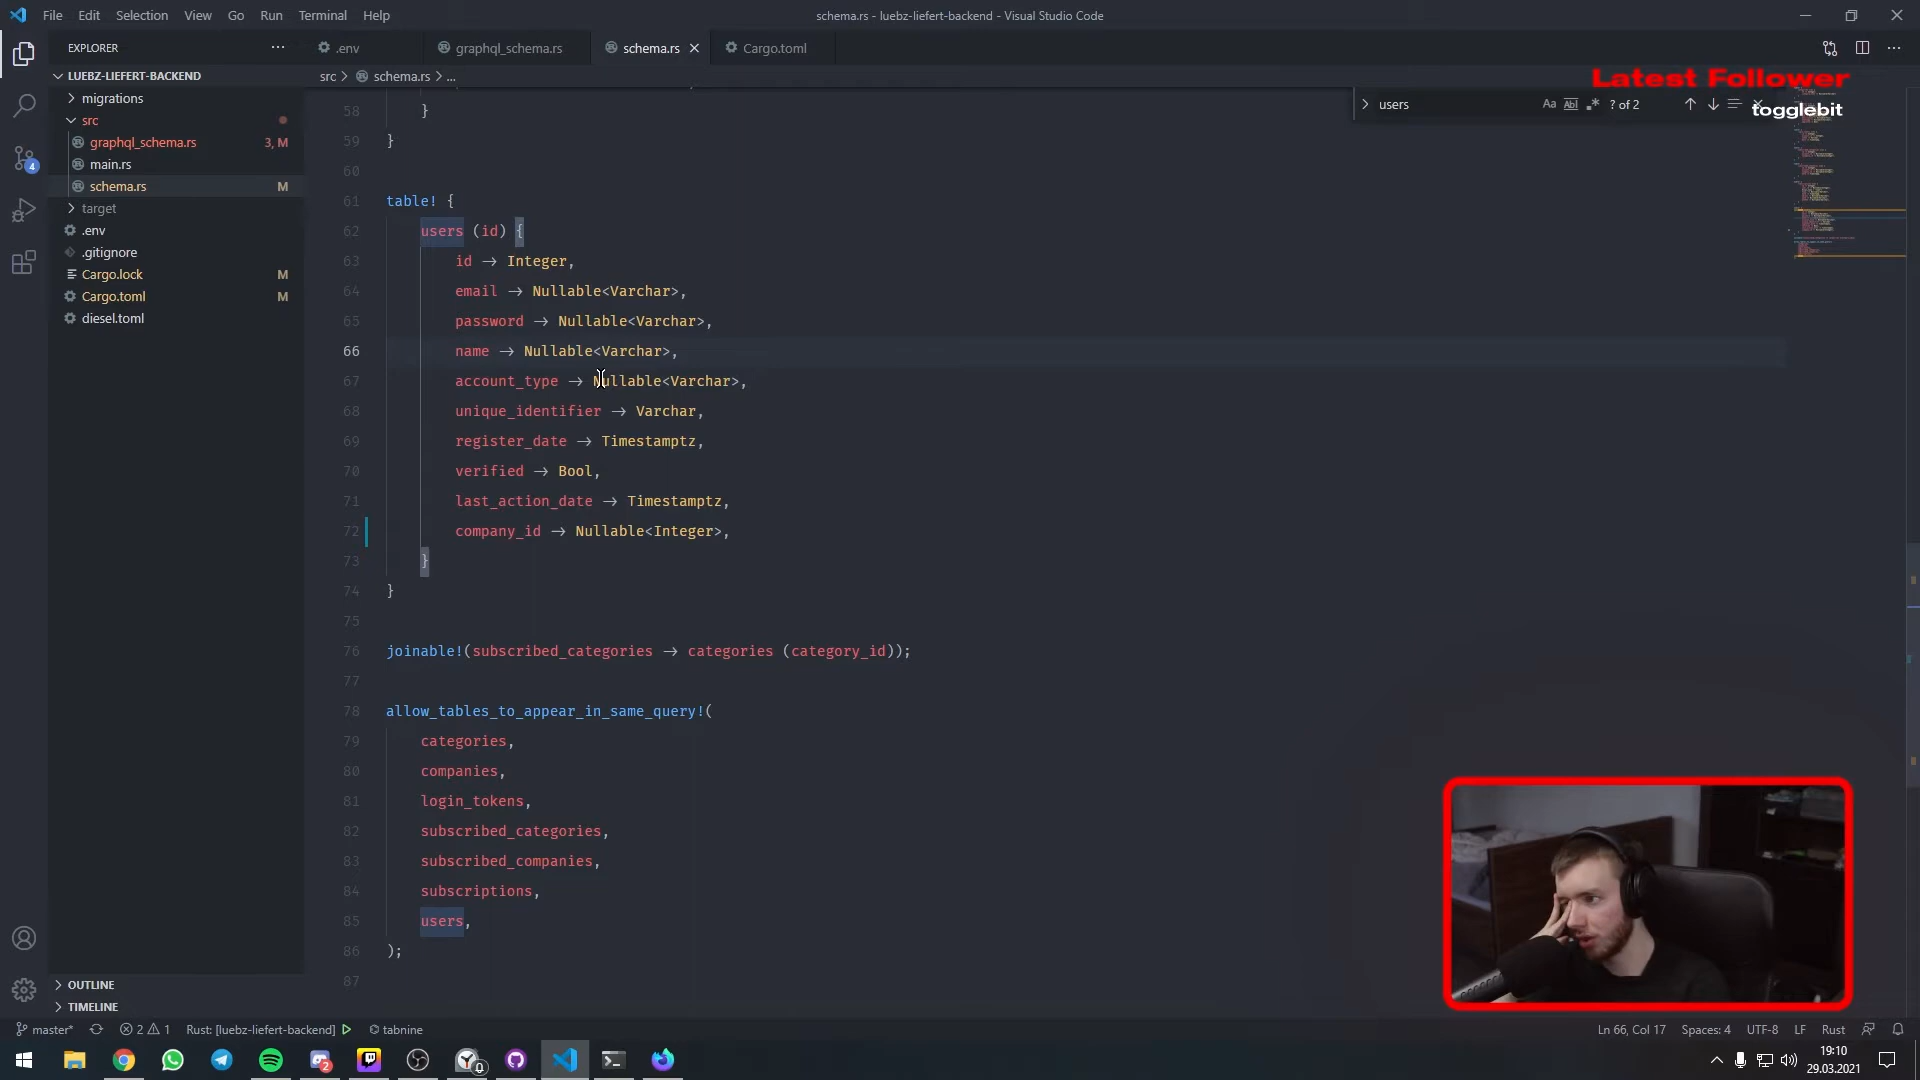 File Edit Selection View Go Run Terminal Help
schema.rs - luebz-liefert-backend - Visual Studio Code
EXPLORER
.env
graphql_schema.rs
schema.rs
Cargo.toml
LUEBZ-LIEFERT-BACKEND
src > schema.rs > ...
Latest Follower
togglebit
users
Aa Abl .* ? of 2
migrations
src
graphql_schema.rs 3, M
main.rs
schema.rs M
target
.env
.gitignore
Cargo.lock M
Cargo.toml M
diesel.toml
4
58 }
59 }
60
61 table! {
62 users (id) {
63 id → Integer,
64 email → Nullable<Varchar>,
65 password → Nullable<Varchar>,
66 name → Nullable<Varchar>,
67 account_type → Nullable<Varchar>,
68 unique_identifier → Varchar,
69 register_date → Timestamptz,
70 verified → Bool,
71 last_action_date → Timestamptz,
72 company_id → Nullable<Integer>,
73 }
74 }
75
76 joinable!(subscribed_categories → categories (category_id));
77
78 allow_tables_to_appear_in_same_query!(
79 categories,
80 companies,
81 login_tokens,
82 subscribed_categories,
83 subscribed_companies,
84 subscriptions,
85 users,
86 );
87
OUTLINE
TIMELINE
master* 2 1 Rust: [luebz-liefert-backend] tabnine
Ln 66, Col 17 Spaces: 4 UTF-8 LF Rust
2
19:10
29.03.2021